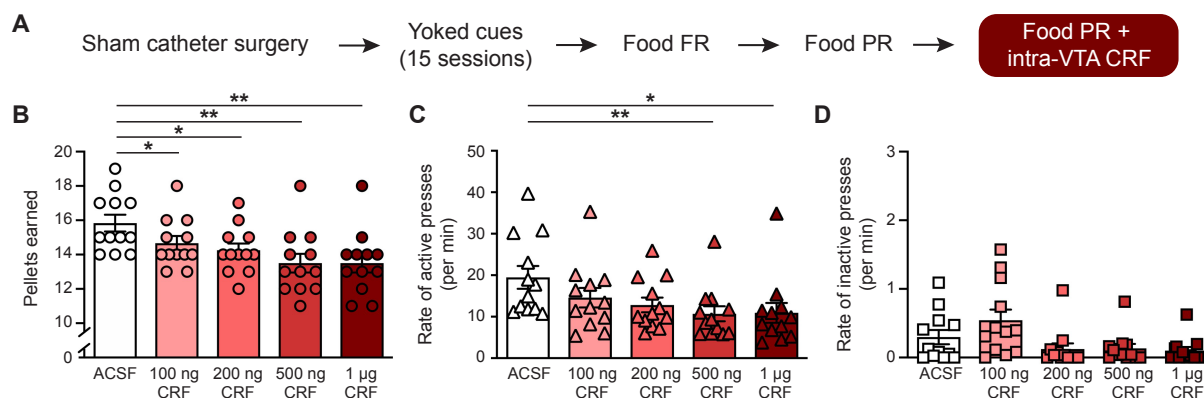 A
Sham catheter surgery
Yoked cues
(15 sessions)
Food FR
Food PR
Food PR +
intra-VTA CRF
B
**
**
*
*
Pellets earned
20
18
16
14
12
10
0
ACSF
100 ng
CRF
200 ng
CRF
500 ng
CRF
1 µg
CRF
C
*
**
Rate of active presses
(per min)
50
40
30
20
10
0
ACSF
100 ng
CRF
200 ng
CRF
500 ng
CRF
1 µg
CRF
D
Rate of inactive presses
(per min)
3
2
1
0
ACSF
100 ng
CRF
200 ng
CRF
500 ng
CRF
1 µg
CRF